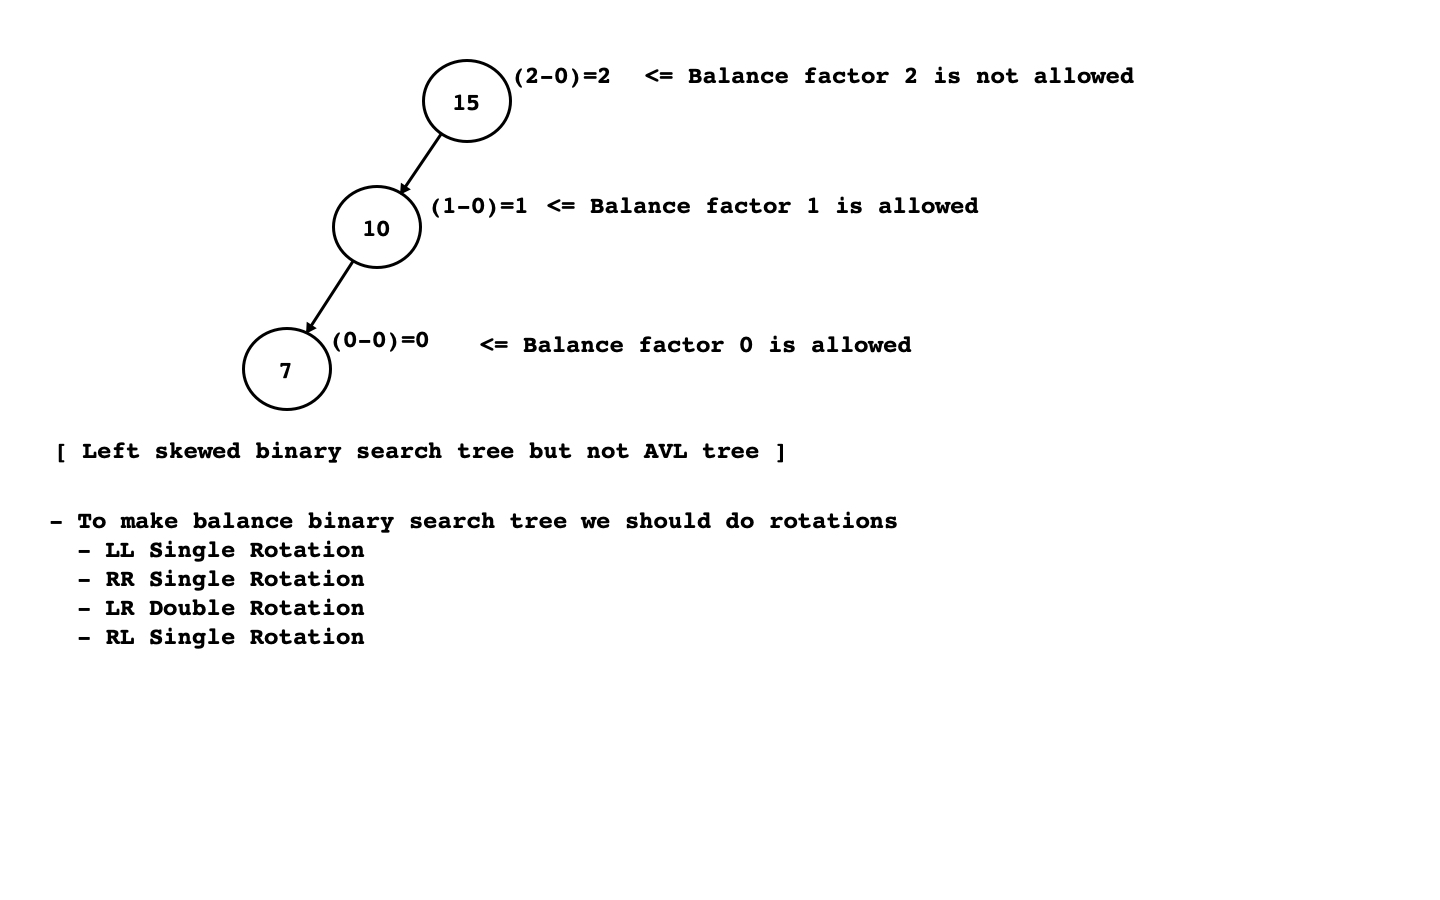 15 (2-0)=2 <= Balance factor 2 is not allowed
10 (1-0)=1 <= Balance factor 1 is allowed
7 (0-0)=0 <= Balance factor 0 is allowed
[ Left skewed binary search tree but not AVL tree ]
- To make balance binary search tree we should do rotations
- LL Single Rotation
- RR Single Rotation
- LR Double Rotation
- RL Single Rotation